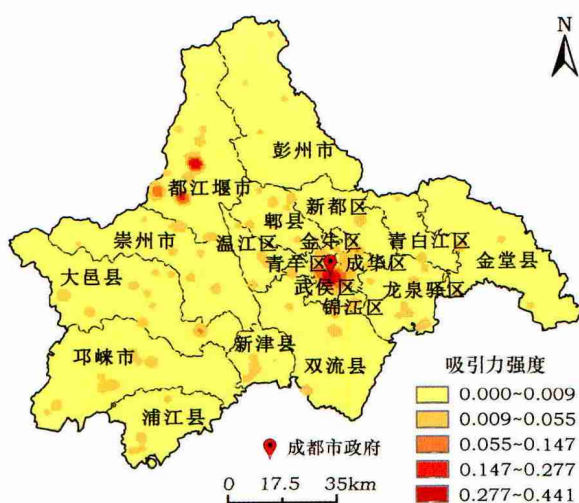 N
彭州市
都江堰市
新都区
郫县
崇州市
温江区
金牛区
青白江区
大邑县
青羊区
成华区
金堂县
武侯区
龙泉驿区
锦江区
邛崃市
新津县
双流县
蒲江县
成都市政府
0 17.5 35km
吸引力强度
0.000~0.009
0.009~0.055
0.055~0.147
0.147~0.277
0.277~0.441